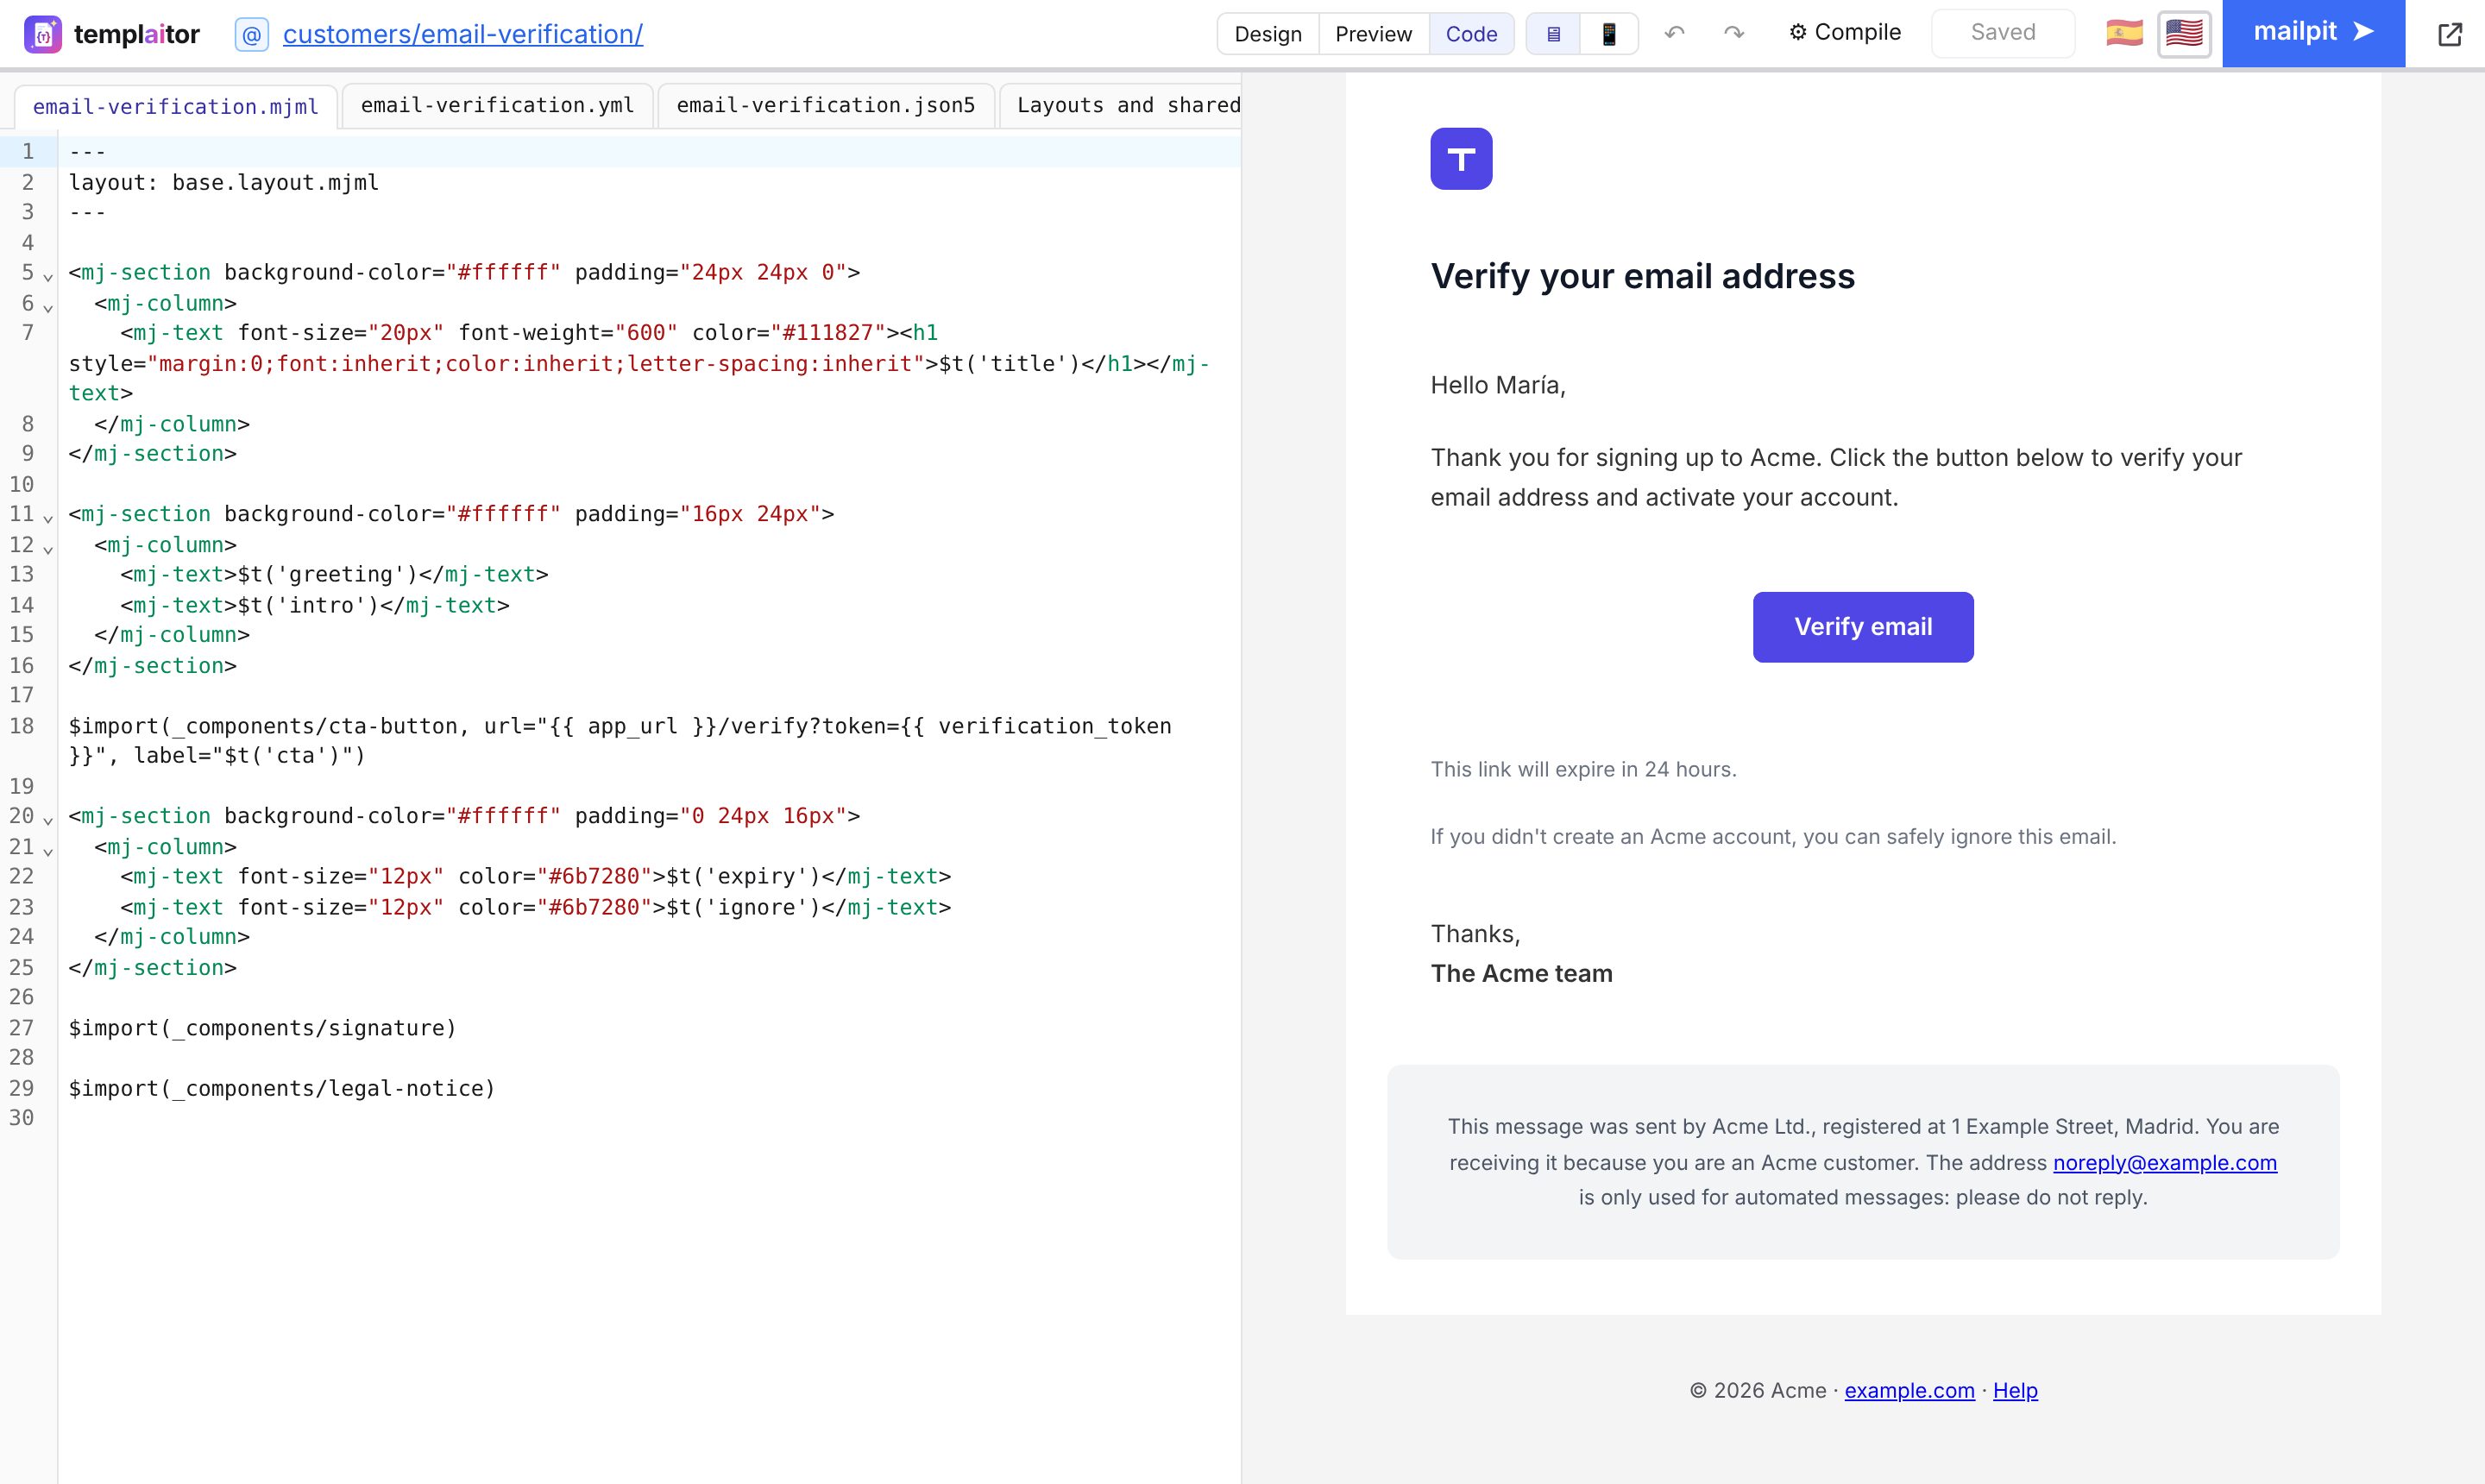 templaitor @ customers/email-verification/ Design Preview Code Compile Saved mailpit
email-verification.mjml email-verification.yml email-verification.json5 Layouts and shared
1 ---
2 layout: base.layout.mjml
3 ---
4
5 <mj-section background-color="#ffffff" padding="24px 24px 0">
6   <mj-column>
7     <mj-text font-size="20px" font-weight="600" color="#111827"><h1
style="margin:0;font:inherit;color:inherit;letter-spacing:inherit">$t('title')</h1></mj-
text>
8   </mj-column>
9 </mj-section>
10
11 <mj-section background-color="#ffffff" padding="16px 24px">
12   <mj-column>
13     <mj-text>$t('greeting')</mj-text>
14     <mj-text>$t('intro')</mj-text>
15   </mj-column>
16 </mj-section>
17
18 $import(_components/cta-button, url="{{ app_url }}/verify?token={{ verification_token
}}", label="$t('cta')")
19
20 <mj-section background-color="#ffffff" padding="0 24px 16px">
21   <mj-column>
22     <mj-text font-size="12px" color="#6b7280">$t('expiry')</mj-text>
23     <mj-text font-size="12px" color="#6b7280">$t('ignore')</mj-text>
24   </mj-column>
25 </mj-section>
26
27 $import(_components/signature)
28
29 $import(_components/legal-notice)
30
T
Verify your email address
Hello María,
Thank you for signing up to Acme. Click the button below to verify your
email address and activate your account.
Verify email
This link will expire in 24 hours.
If you didn't create an Acme account, you can safely ignore this email.
Thanks,
The Acme team
This message was sent by Acme Ltd., registered at 1 Example Street, Madrid. You are
receiving it because you are an Acme customer. The address noreply@example.com
is only used for automated messages: please do not reply.
© 2026 Acme · example.com · Help